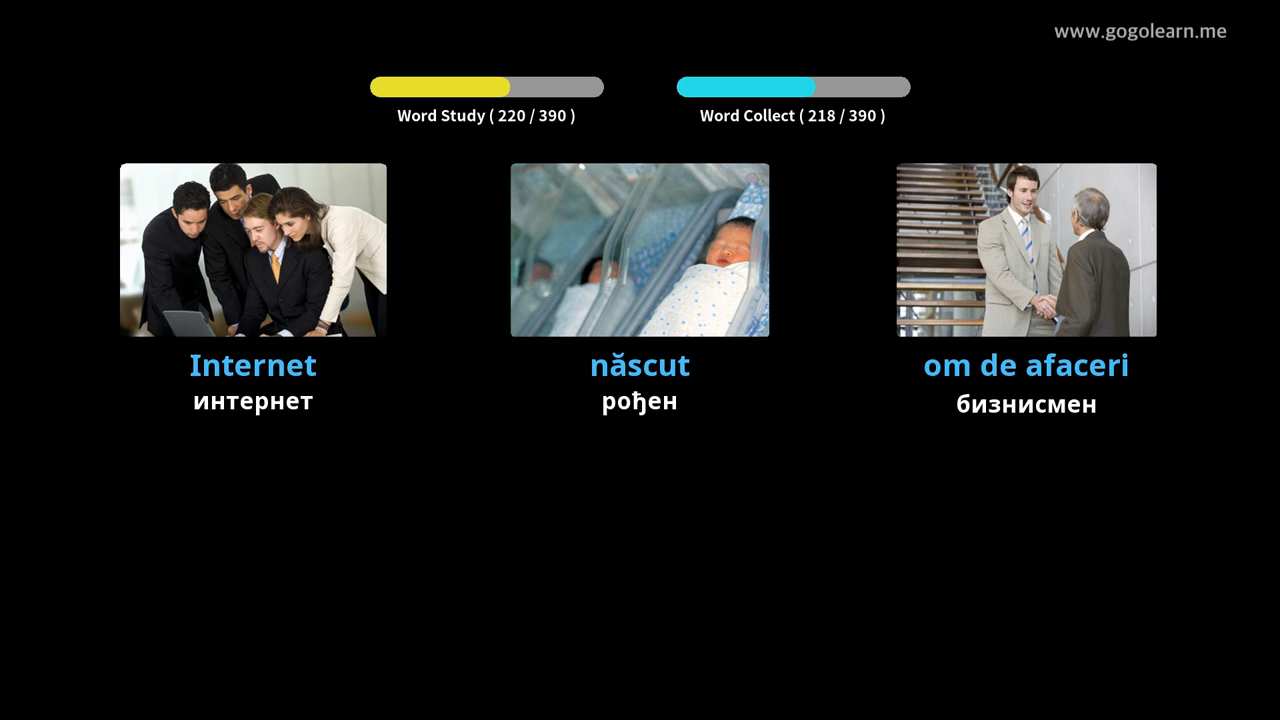 www.gogolearn.me
Word Study ( 220 / 390 )
Word Collect ( 218 / 390 )
Internet
născut
om de afaceri
интернет
рођен
бизнисмен